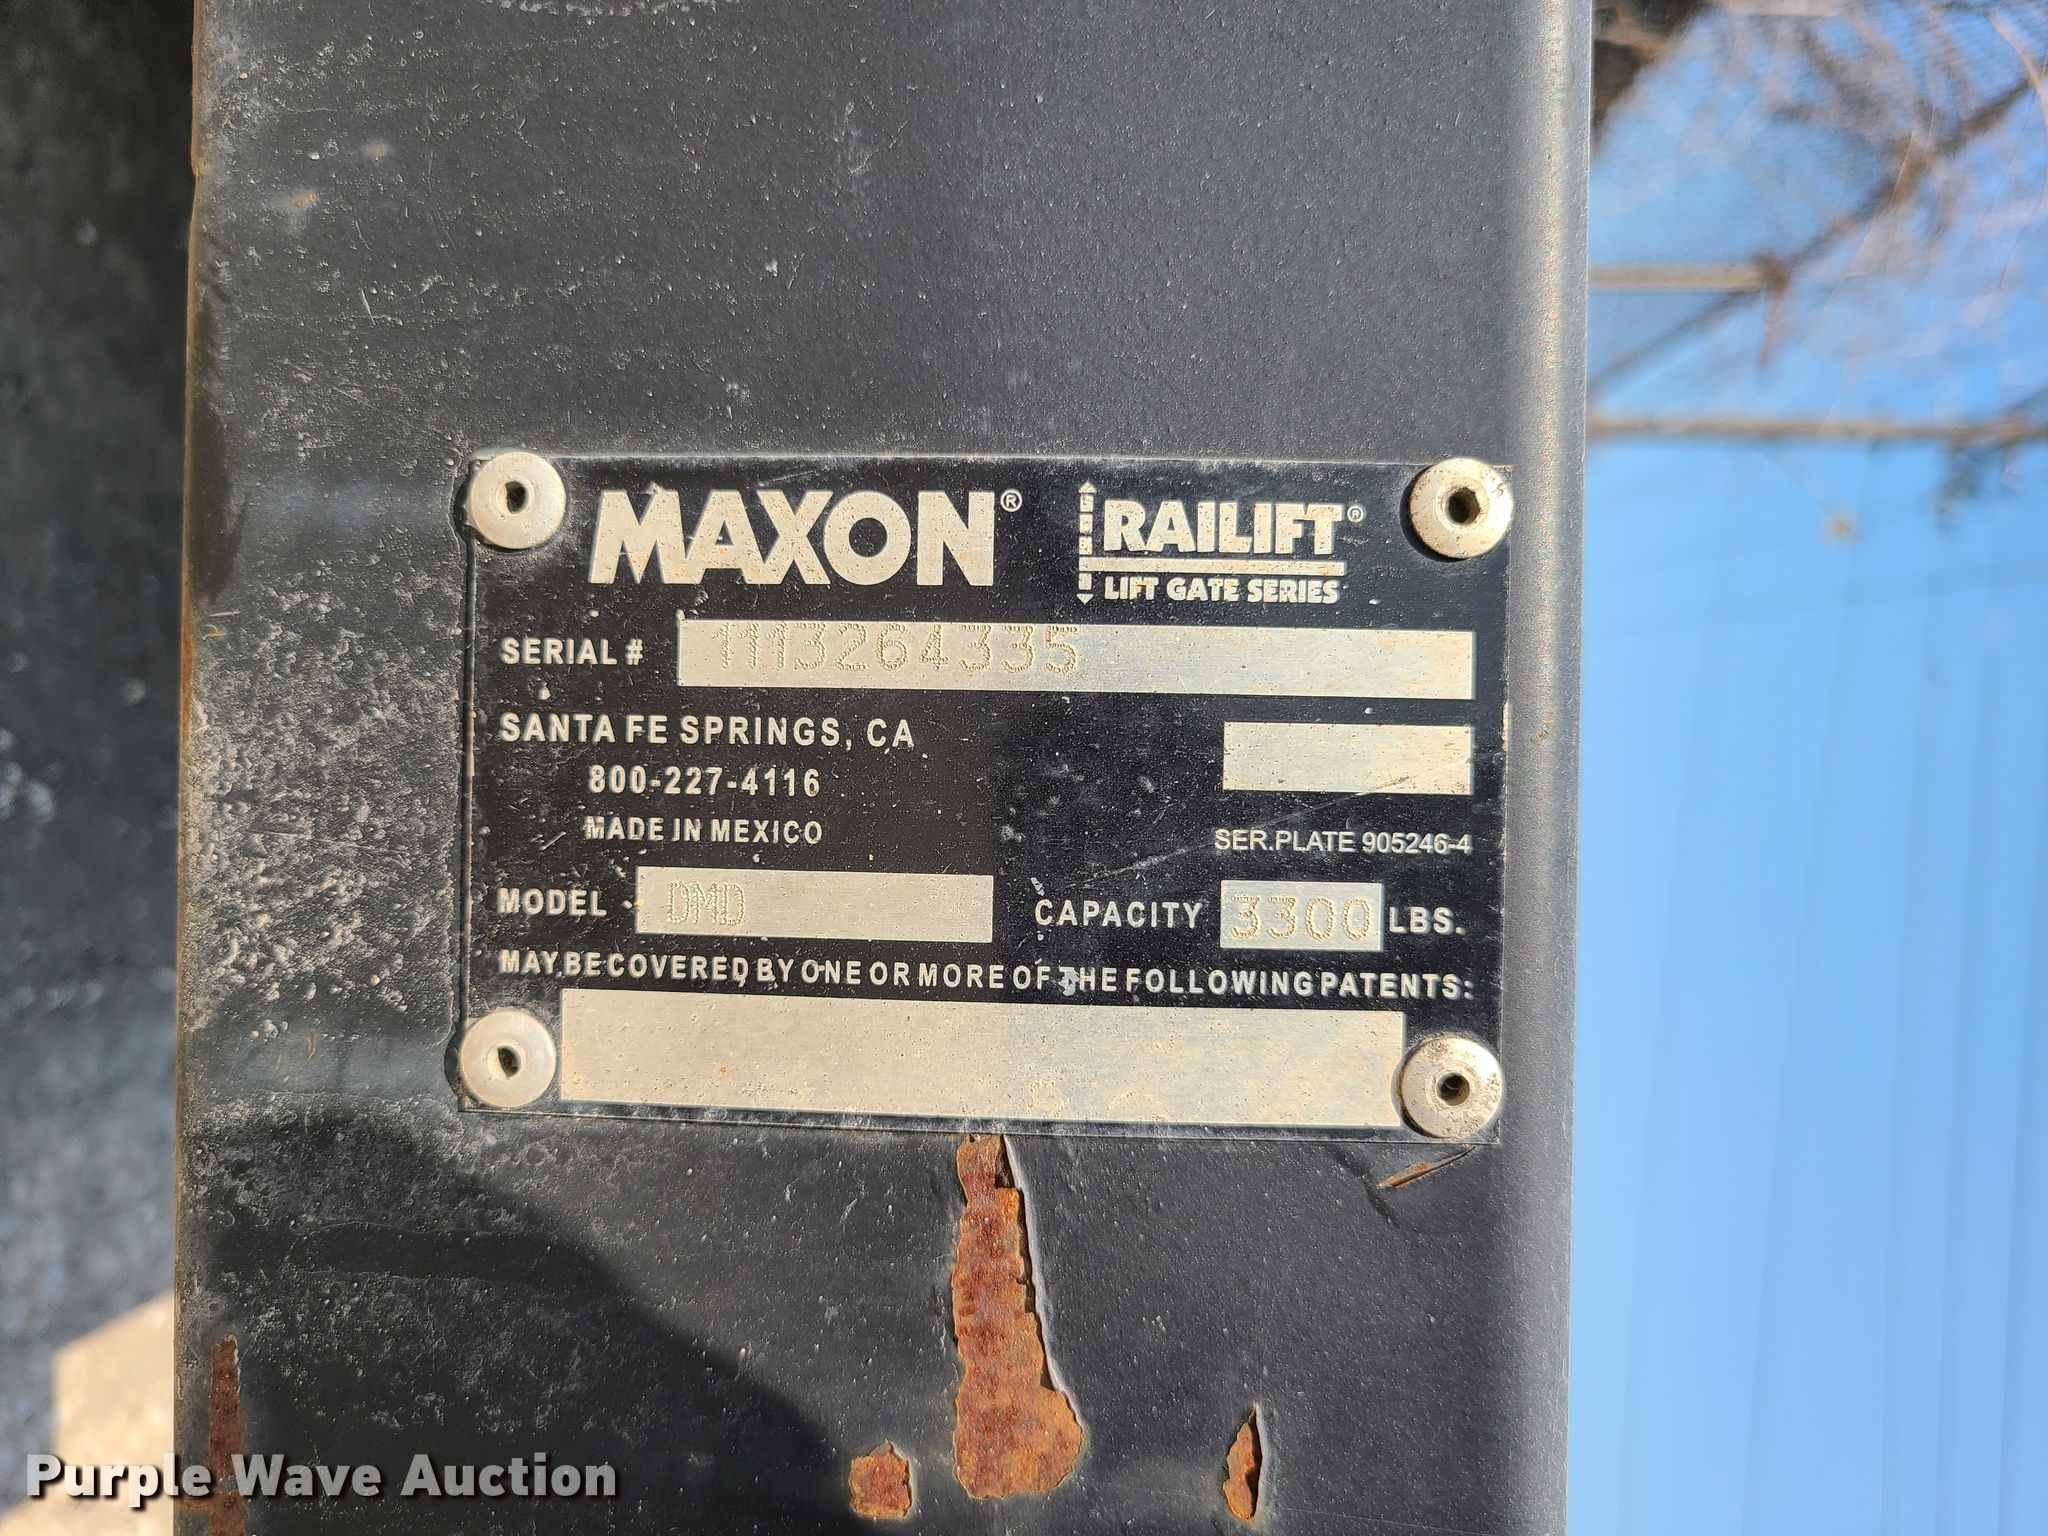 MAXON® RAILIFT®
LIFT GATE SERIES
SERIAL # 1113264335
SANTA FE SPRINGS, CA
800-227-4116
MADE IN MEXICO
SER.PLATE 905246-4
MODEL DMD CAPACITY 3300 LBS.
MAY BE COVERED BY ONE OR MORE OF THE FOLLOWING PATENTS:
Purple Wave Auction